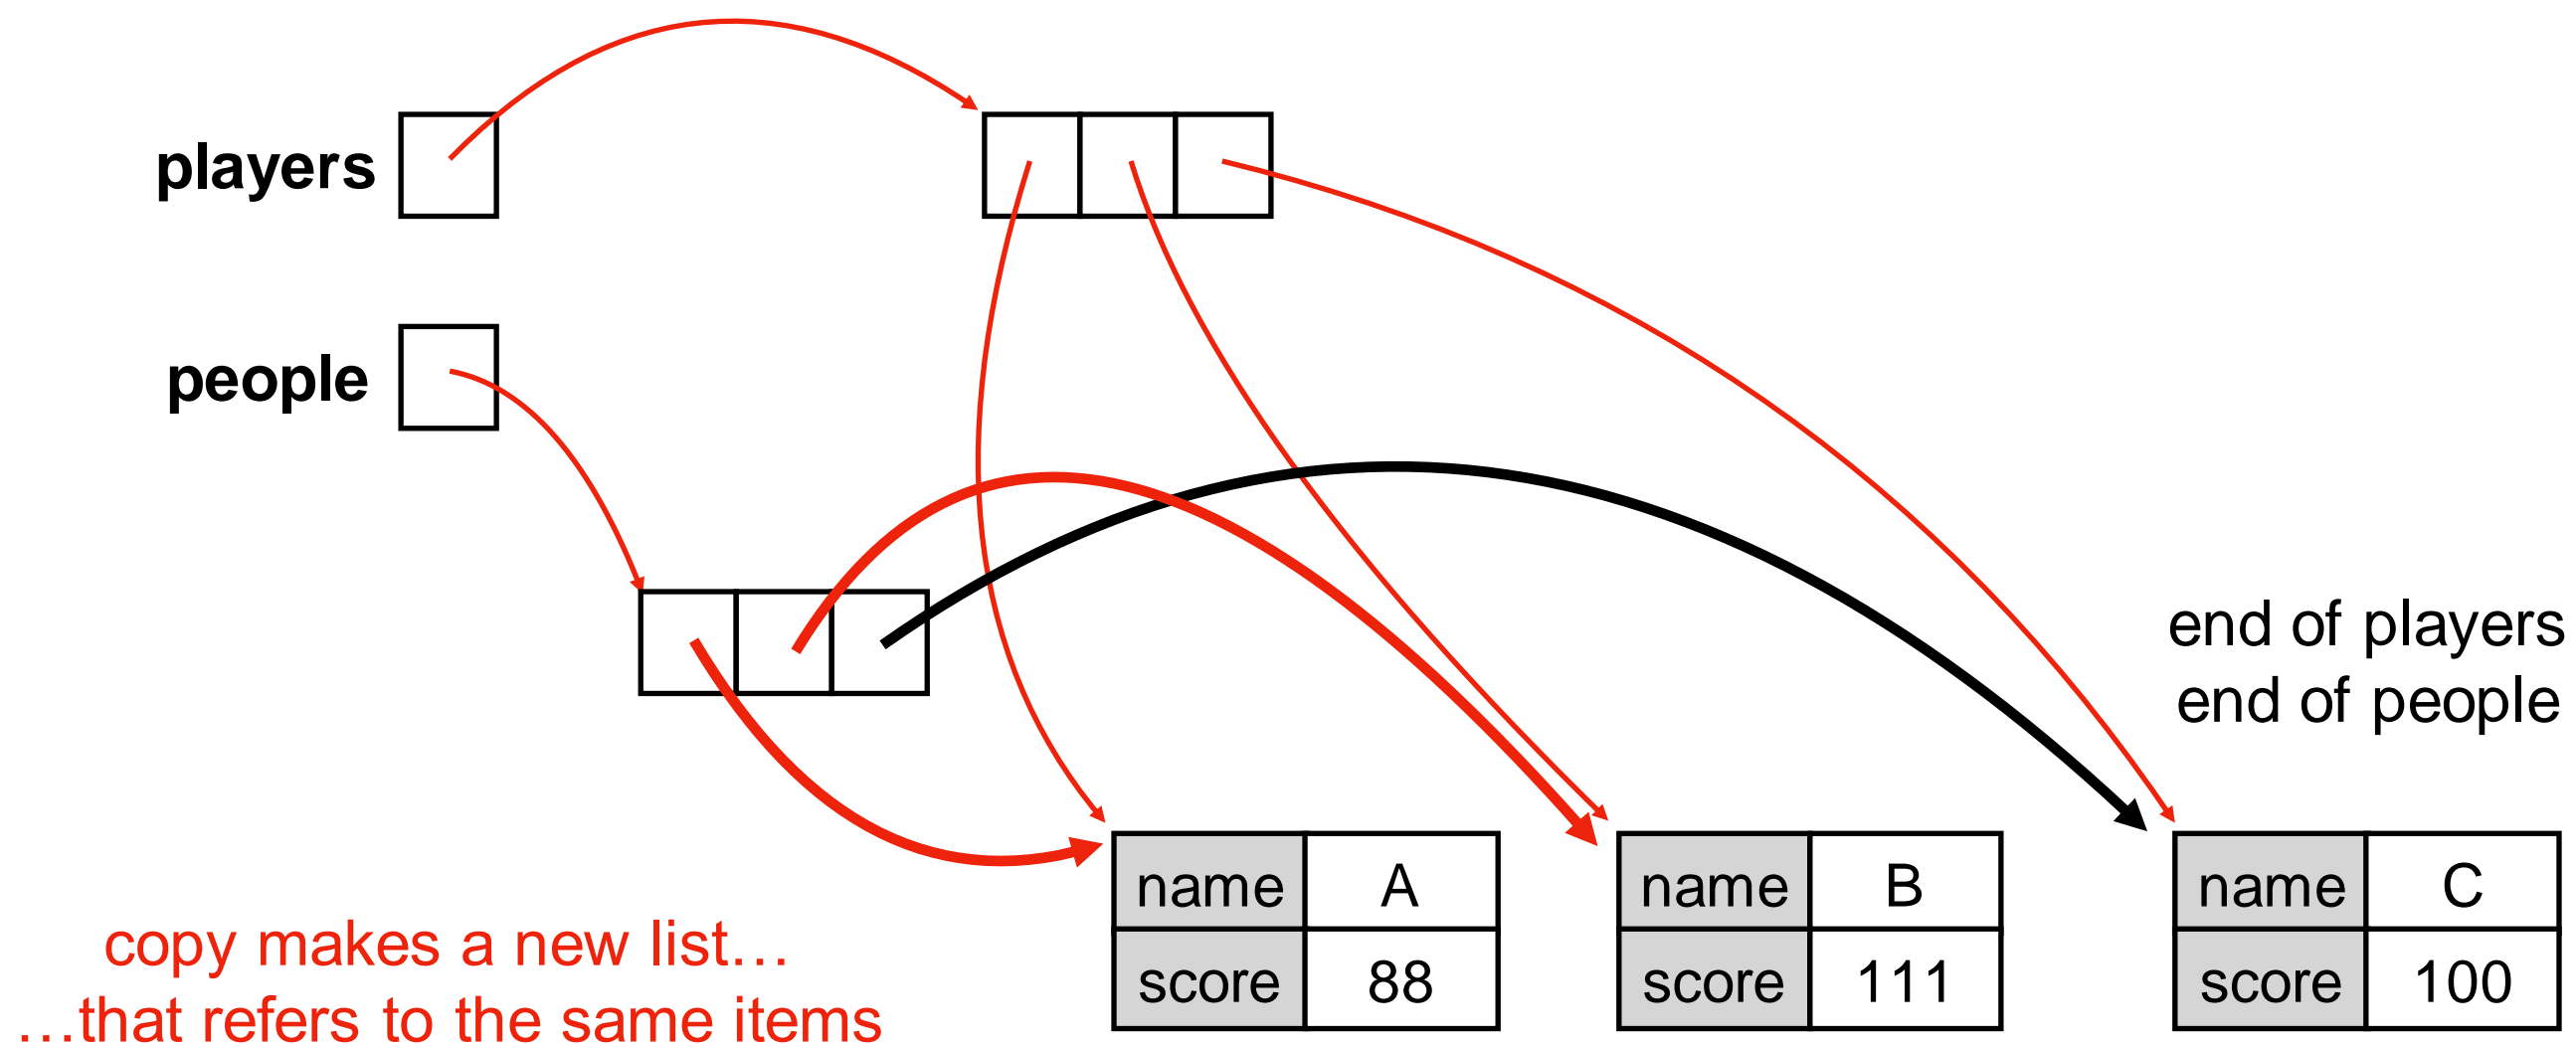 players
people
end of players
end of people
name A
score 88
name B
score 111
name C
score 100
copy makes a new list…
…that refers to the same items